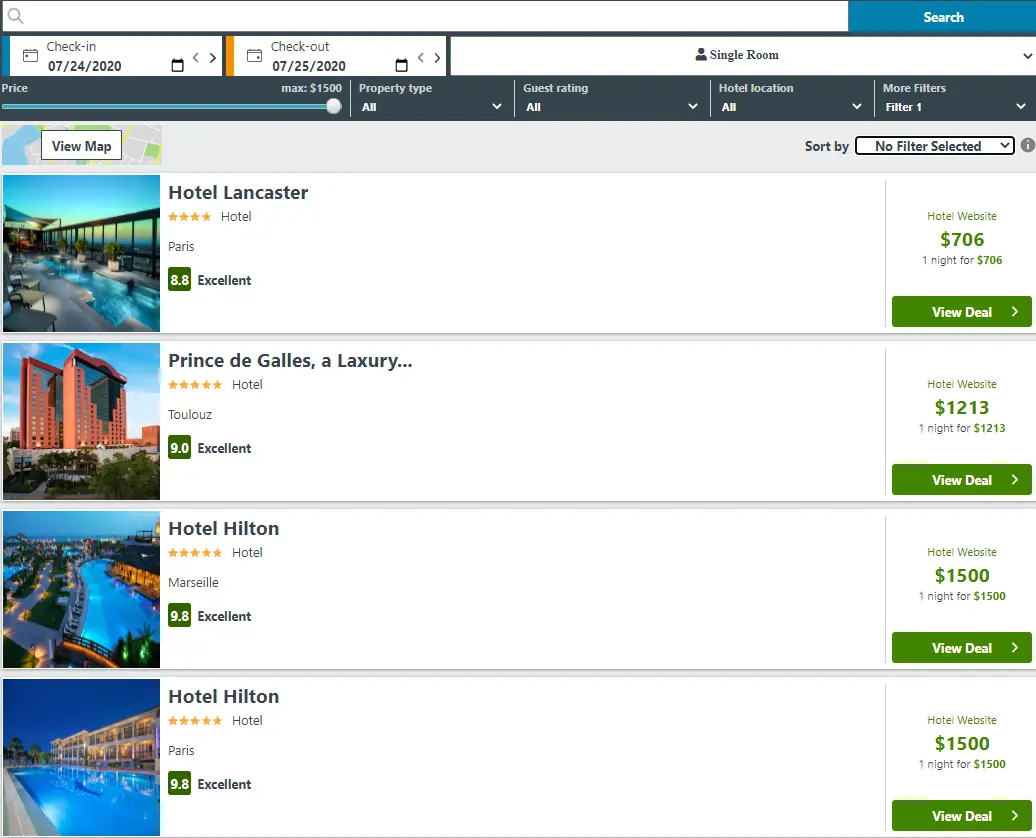 Search
Check-in
07/24/2020
Check-out
07/25/2020
Single Room
Price
max: $1500
Property type
All
Guest rating
All
Hotel location
All
More Filters
Filter 1
View Map
Sort by
No Filter Selected
Hotel Lancaster
Hotel
Paris
8.8 Excellent
Hotel Website
$706
1 night for $706
View Deal
Prince de Galles, a Laxury...
Hotel
Toulouz
9.0 Excellent
Hotel Website
$1213
1 night for $1213
View Deal
Hotel Hilton
Hotel
Marseille
9.8 Excellent
Hotel Website
$1500
1 night for $1500
View Deal
Hotel Hilton
Hotel
Paris
9.8 Excellent
Hotel Website
$1500
1 night for $1500
View Deal